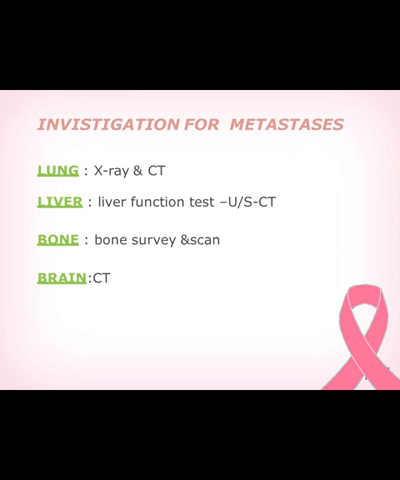 INVISTIGATION FOR METASTASES
LUNG : X-ray & CT
LIVER : liver function test –U/S-CT
BONE : bone survey &scan
BRAIN:CT